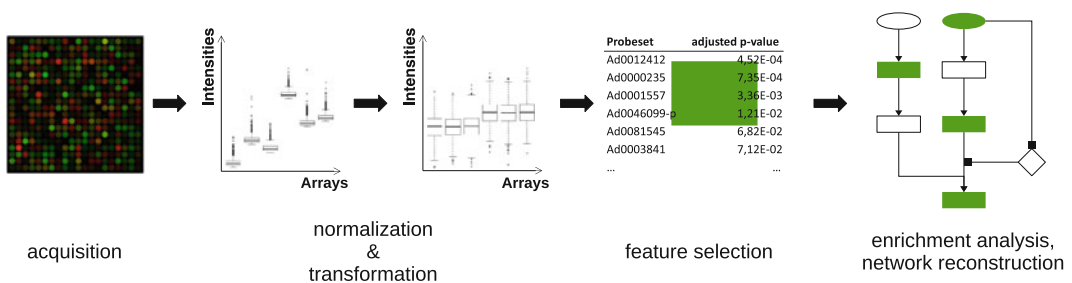 Intensities
Arrays
Intensities
Arrays
Probeset adjusted p-value
Ad0012412 4,52E-04
Ad0000235 7,35E-04
Ad0001557 3,36E-03
Ad0046099-p 1,21E-02
Ad0081545 6,82E-02
Ad0003841 7,12E-02
... ...
acquisition
normalization
&
transformation
feature selection
enrichment analysis,
network reconstruction